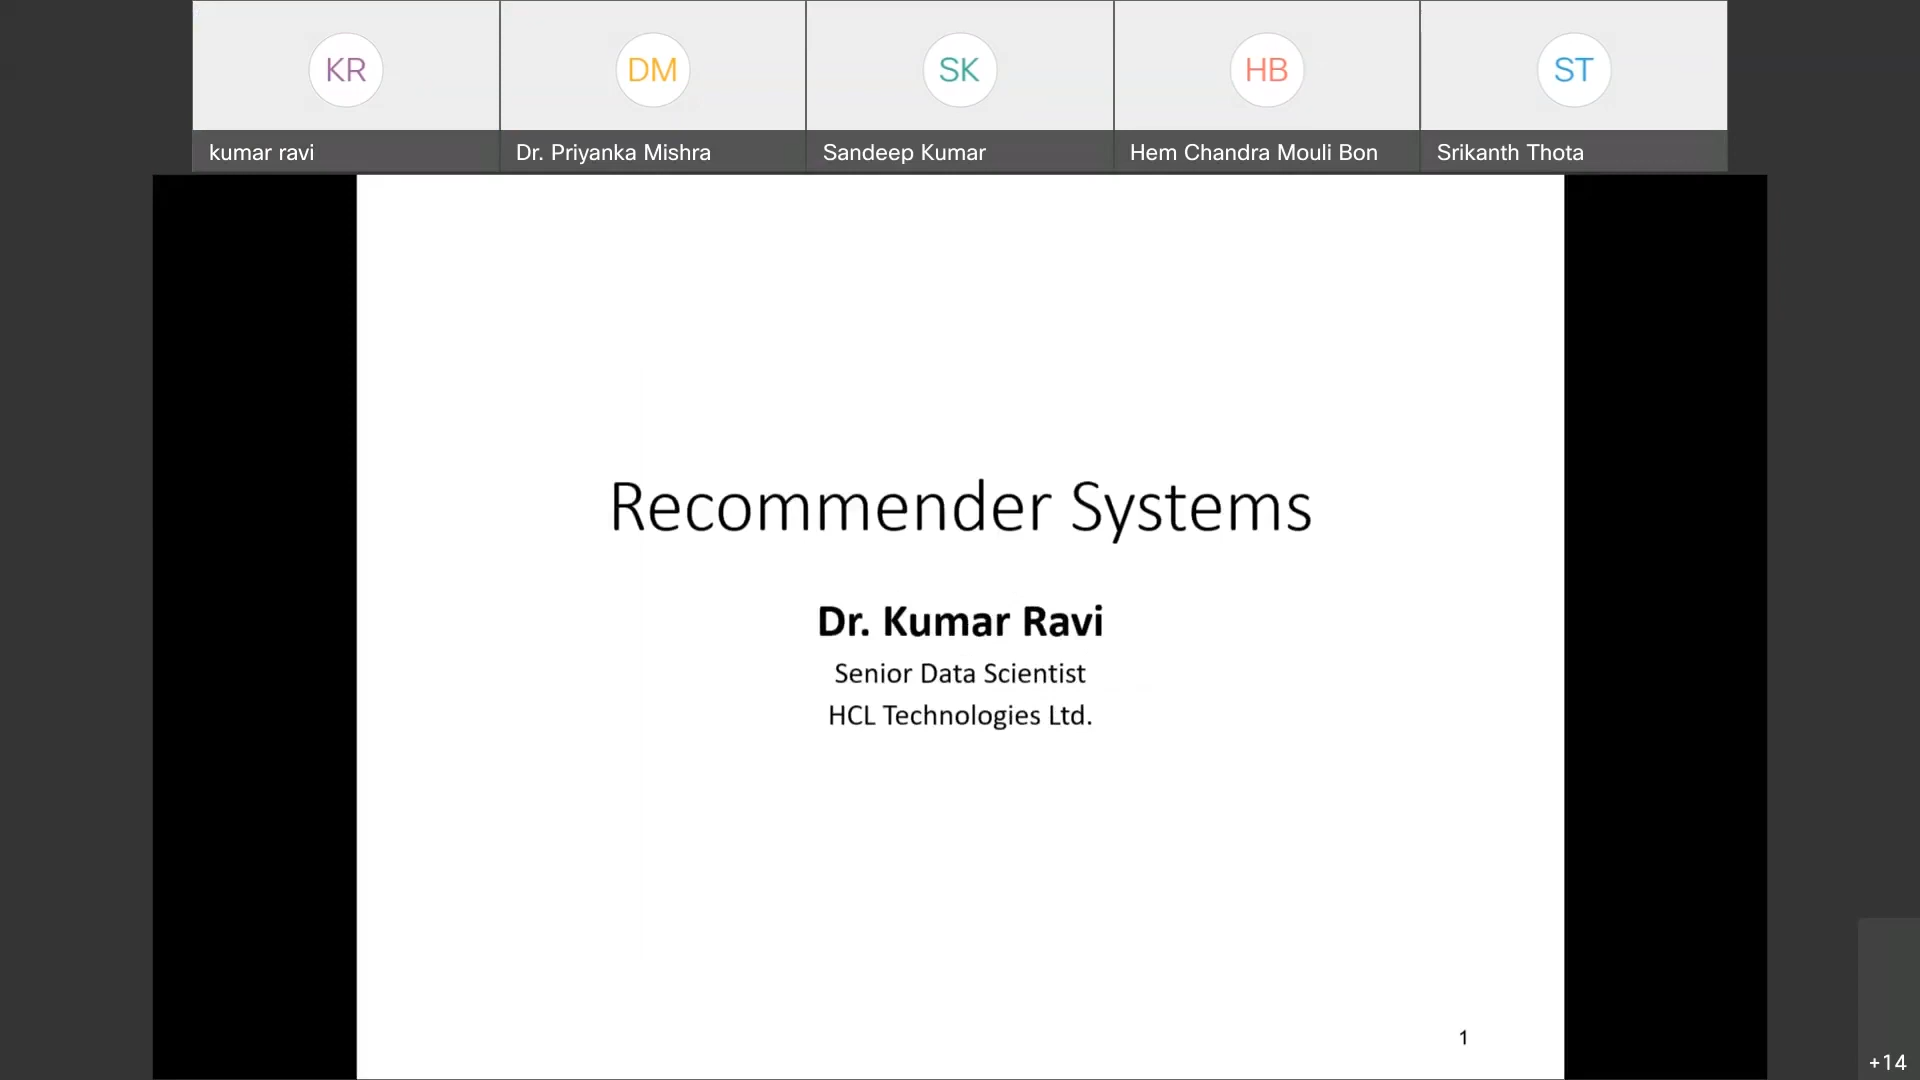 KR
DM
SK
HB
ST
kumar ravi
Dr. Priyanka Mishra
Sandeep Kumar
Hem Chandra Mouli Bon
Srikanth Thota
Recommender Systems
Dr. Kumar Ravi
Senior Data Scientist
HCL Technologies Ltd.
1
+14